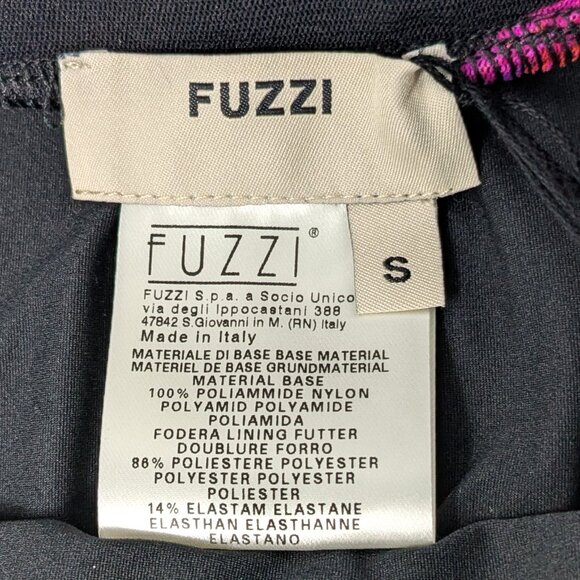 FUZZI
FUZZI®
S
FUZZI S.p.a. a Socio Unico
via degli Ippocastani 388
47842 S.Giovanni in M. (RN) Italy
Made in Italy
MATERIALE DI BASE BASE MATERIAL
MATERIEL DE BASE GRUNDMATERIAL
MATERIAL BASE
100% POLIAMMIDE NYLON
POLYAMID POLYAMIDE
POLIAMIDA
FODERA LINING FUTTER
DOUBLURE FORRO
86% POLIESTERE POLYESTER
POLYESTER POLYESTER
POLIESTER
14% ELASTAM ELASTANE
ELASTHAN ELASTHANNE
ELASTANO